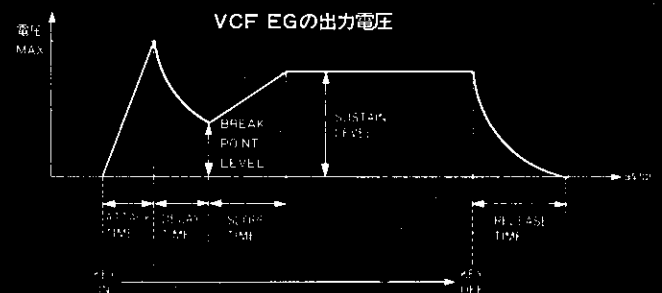 VCF EGの出力電圧
電圧
MAX
BREAK
POINT
LEVEL
SUSTAIN
LEVEL
ATTACK
TIME
DECAY
TIME
SLOPE
TIME
RELEASE
TIME
KEY
IN
KEY
OFF